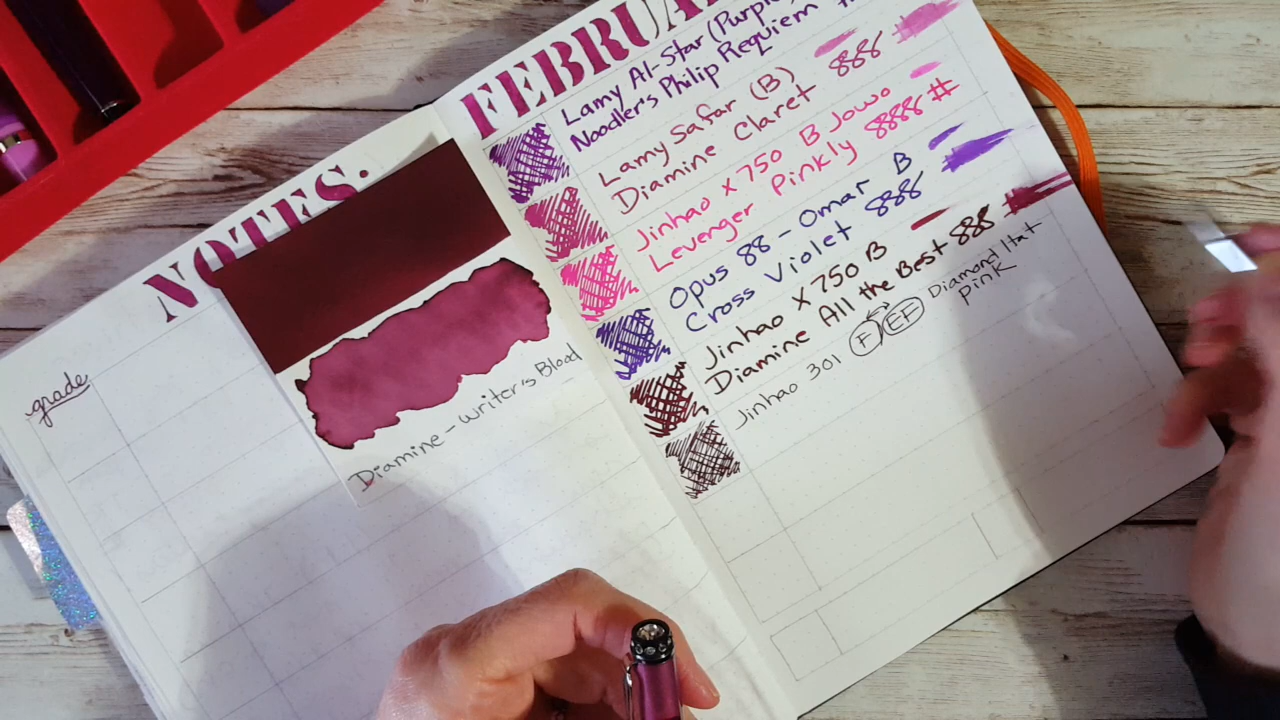 NOTES:
grade
Diamine - Writer's Blood
FEBRUA
Lamy Al-Star (Purple
Noodler's Philip Requiem
Lamy Safar (B)
Diamine Claret 888
Jinhao x750 B Jowo
Levenger Pinkly 8888 #
Opus 88 - Omar B
Cross Violet 888
Jinhao x750 B
Diamine All the Best 888
Jinhao 301 F EF Diamond
pink